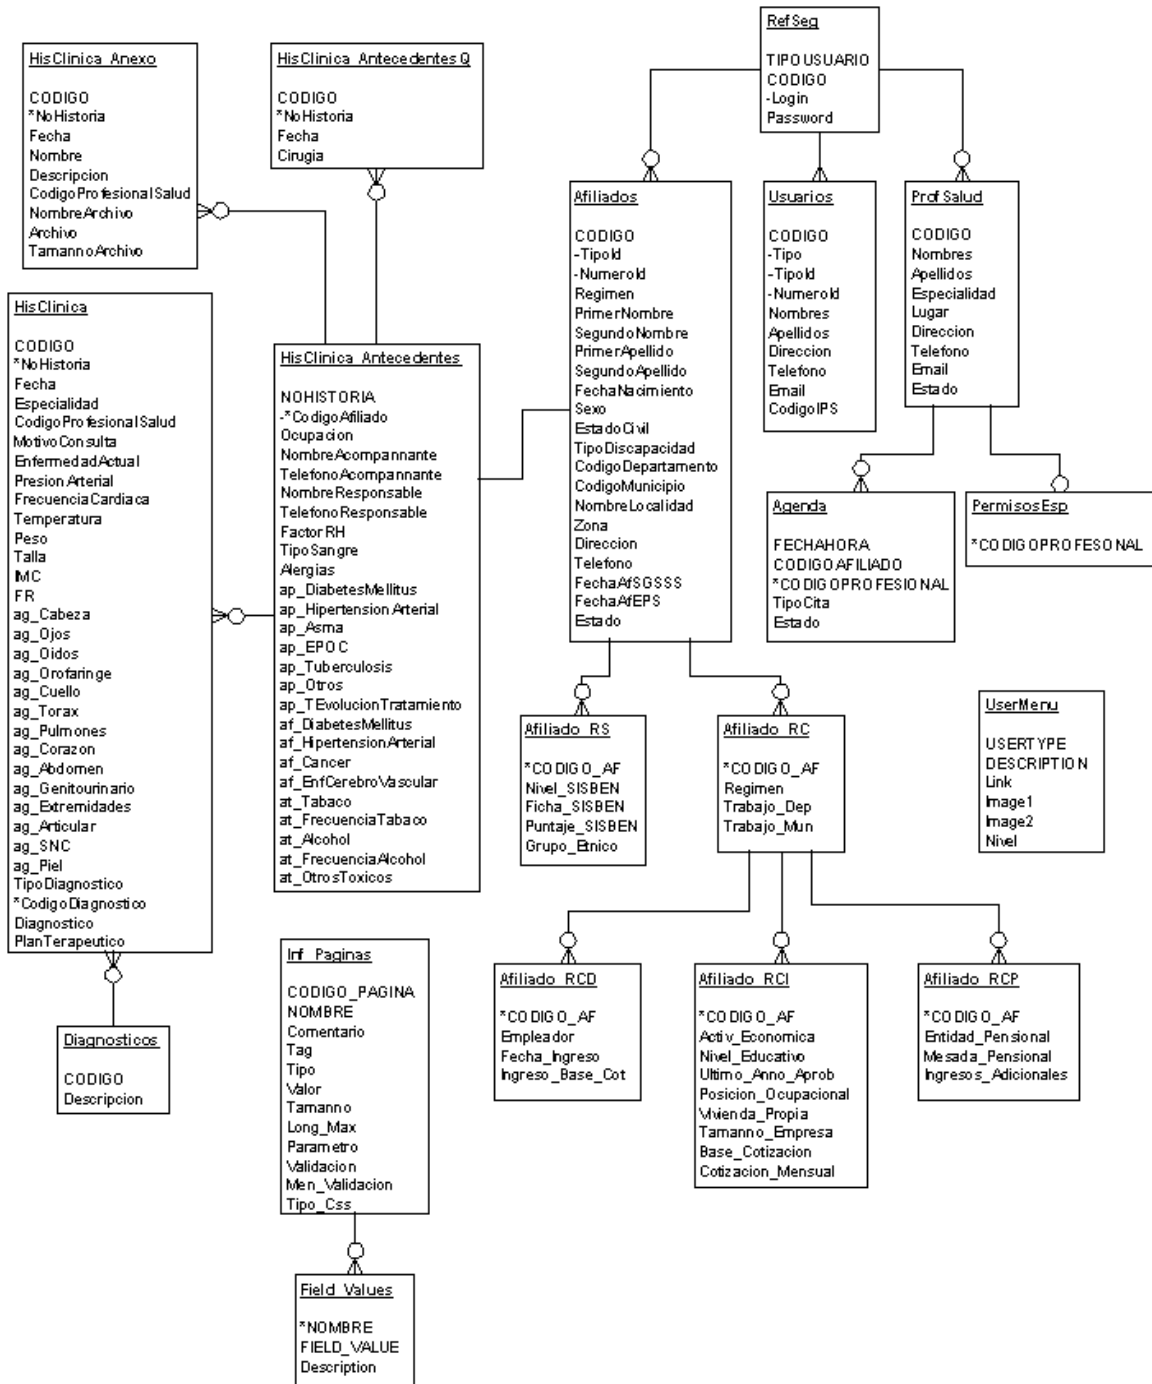 RefSeg
TIPOUSUARIO
CODIGO
-Login
Password
HisClinica_Anexo
CODIGO
*NoHistoria
Fecha
Nombre
Descripcion
CodigoProfesionalSalud
NombreArchivo
Archivo
TamannoArchivo
HisClinica_AntecedentesQ
CODIGO
*NoHistoria
Fecha
Cirugia
Afiliados
CODIGO
-TipoId
-NumeroId
Regimen
PrimerNombre
SegundoNombre
PrimerApellido
SegundoApellido
FechaNacimiento
Sexo
EstadoCivil
TipoDiscapacidad
CodigoDepartamento
CodigoMunicipio
NombreLocalidad
Zona
Direccion
Telefono
FechaAfSGSSS
FechaAfEPS
Estado
Usuarios
CODIGO
-Tipo
-TipoId
-NumeroId
Nombres
Apellidos
Direccion
Telefono
Email
CodigoIPS
ProfSalud
CODIGO
Nombres
Apellidos
Especialidad
Lugar
Direccion
Telefono
Email
Estado
HisClinica
CODIGO
*NoHistoria
Fecha
Especialidad
CodigoProfesionalSalud
MotivoConsulta
EnfermedadActual
PresionArterial
FrecuenciaCardiaca
Temperatura
Peso
Talla
IMC
FR
ag_Cabeza
ag_Ojos
ag_Oidos
ag_Orofaringe
ag_Cuello
ag_Torax
ag_Pulmones
ag_Corazon
ag_Abdomen
ag_Genitourinario
ag_Extremidades
ag_Articular
ag_SNC
ag_Piel
TipoDiagnostico
*CodigoDiagnostico
Diagnostico
PlanTerapeutico
HisClinica_Antecedentes
NOHISTORIA
-*CodigoAfiliado
Ocupacion
NombreAcompannante
TelefonoAcompannante
NombreResponsable
TelefonoResponsable
FactorRH
TipoSangre
Alergias
ap_DiabetesMellitus
ap_HipertensionArterial
ap_Asma
ap_EPOC
ap_Tuberculosis
ap_Otros
ap_TEvolucionTratamiento
af_DiabetesMellitus
af_HipertensionArterial
af_Cancer
af_EnfCerebroVascular
at_Tabaco
at_FrecuenciaTabaco
at_Alcohol
at_FrecuenciaAlcohol
at_OtrosToxicos
Agenda
FECHAHORA
CODIGOAFILIADO
*CODIGOPROFESIONAL
TipoCita
Estado
PermisosEsp
*CODIGOPROFESONAL
Afiliado_RS
*CODIGO_AF
Nivel_SISBEN
Ficha_SISBEN
Puntaje_SISBEN
Grupo_Etnico
Afiliado_RC
*CODIGO_AF
Regimen
Trabajo_Dep
Trabajo_Mun
UserMenu
USERTYPE
DESCRIPTION
Link
Image1
Image2
Nivel
Afiliado_RCD
*CODIGO_AF
Empleador
Fecha_Ingreso
Ingreso_Base_Cot
Afiliado_RCI
*CODIGO_AF
Activ_Economica
Nivel_Educativo
Ultimo_Anno_Aprob
Posicion_Ocupacional
Vivienda_Propia
Tamanno_Empresa
Base_Cotizacion
Cotizacion_Mensual
Afiliado_RCP
*CODIGO_AF
Entidad_Pensional
Mesada_Pensional
Ingresos_Adicionales
Diagnosticos
CODIGO
Descripcion
Inf_Paginas
CODIGO_PAGINA
NOMBRE
Comentario
Tag
Tipo
Valor
Tamanno
Long_Max
Parametro
Validacion
Men_Validacion
Tipo_Css
Field_Values
*NOMBRE
FIELD_VALUE
Description